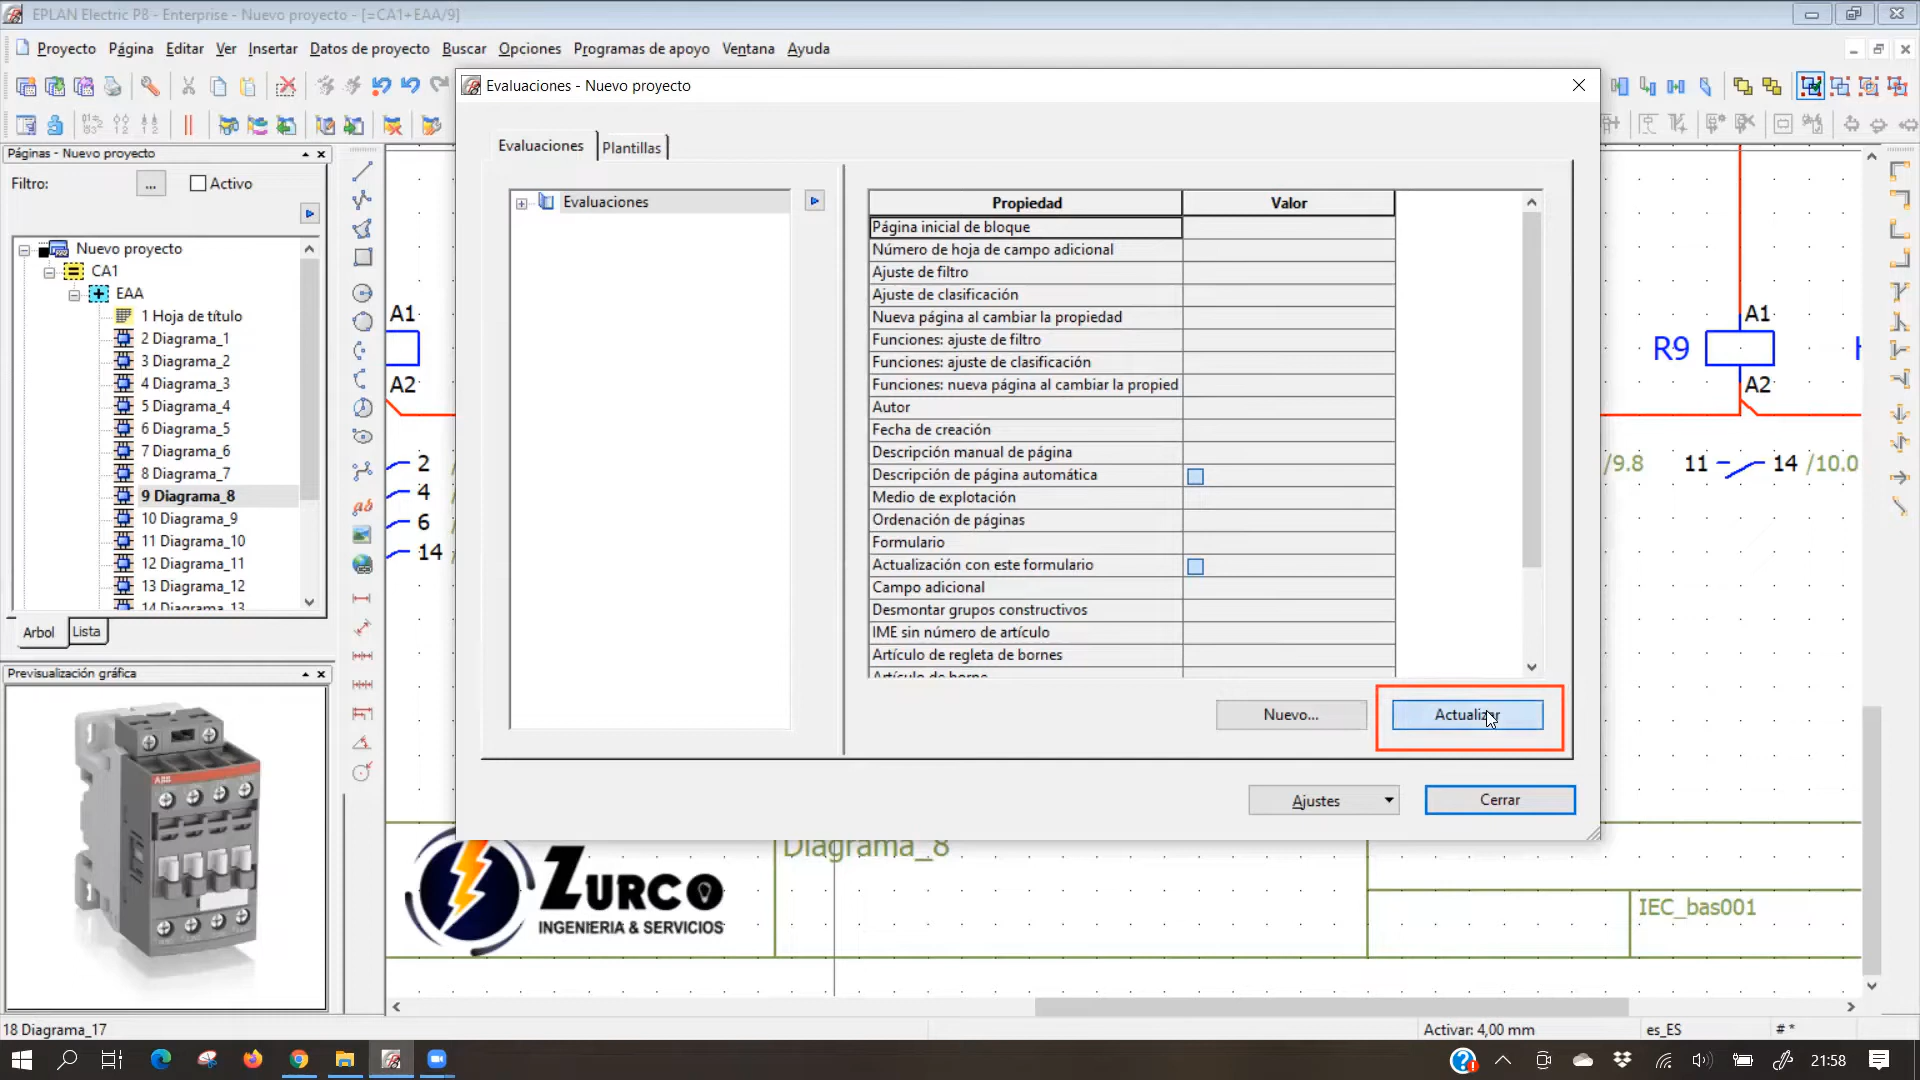 EPLAN Electric P8 - Enterprise - Nuevo proyecto - [=CA1+EAA/9]
Proyecto Página Editar Ver Insertar Datos de proyecto Buscar Opciones Programas de apoyo Ventana Ayuda
Evaluaciones - Nuevo proyecto
Evaluaciones Plantillas
Páginas - Nuevo proyecto
Filtro: ... Activo
Nuevo proyecto
CA1
EAA
1 Hoja de título
2 Diagrama_1
3 Diagrama_2
4 Diagrama_3
5 Diagrama_4
6 Diagrama_5
7 Diagrama_6
8 Diagrama_7
9 Diagrama_8
10 Diagrama_9
11 Diagrama_10
12 Diagrama_11
13 Diagrama_12
14 Diagrama_13
Arbol Lista
Previsualización gráfica
ABB
ab
A1
A2
2
4
6
14
Evaluaciones
Propiedad Valor
Página inicial de bloque
Número de hoja de campo adicional
Ajuste de filtro
Ajuste de clasificación
Nueva página al cambiar la propiedad
Funciones: ajuste de filtro
Funciones: ajuste de clasificación
Funciones: nueva página al cambiar la propied
Autor
Fecha de creación
Descripción manual de página
Descripción de página automática
Medio de explotación
Ordenación de páginas
Formulario
Actualización con este formulario
Campo adicional
Desmontar grupos constructivos
IME sin número de artículo
Artículo de regleta de bornes
Artículo de borne
Nuevo... Actualizar
Ajustes Cerrar
A1
R9
A2
/9.8 11 14 /10.0
Diagrama_8
ZURCO
INGENIERIA & SERVICIOS
IEC_bas001
18 Diagrama_17 Activar: 4,00 mm es_ES # *
21:58